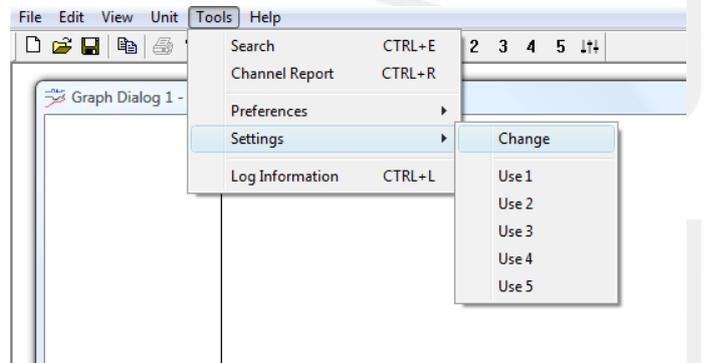 File Edit View Unit Tools Help
2 3 4 5
Search CTRL+E
Channel Report CTRL+R
Graph Dialog 1 -
Preferences
Settings
Change
Log Information CTRL+L
Use 1
Use 2
Use 3
Use 4
Use 5